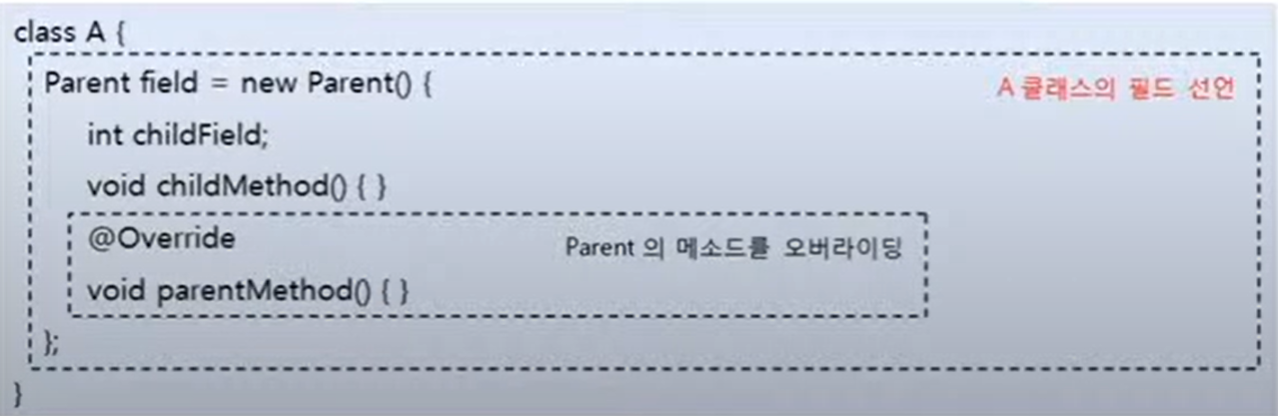 class A {
Parent field = new Parent() {
A 클래스의 필드 선언
int childField;
void childMethod() { }
@Override
Parent 의 메소드를 오버라이딩
void parentMethod() { }
};
}